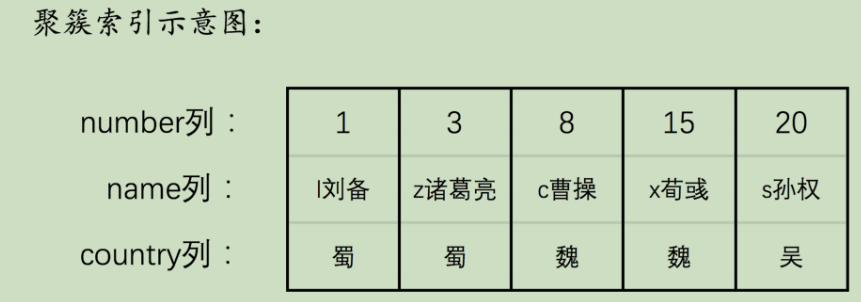 聚簇索引示意图：
number列： 1 3 8 15 20
name列： l刘备 z诸葛亮 c曹操 x荀彧 s孙权
country列： 蜀 蜀 魏 魏 吴